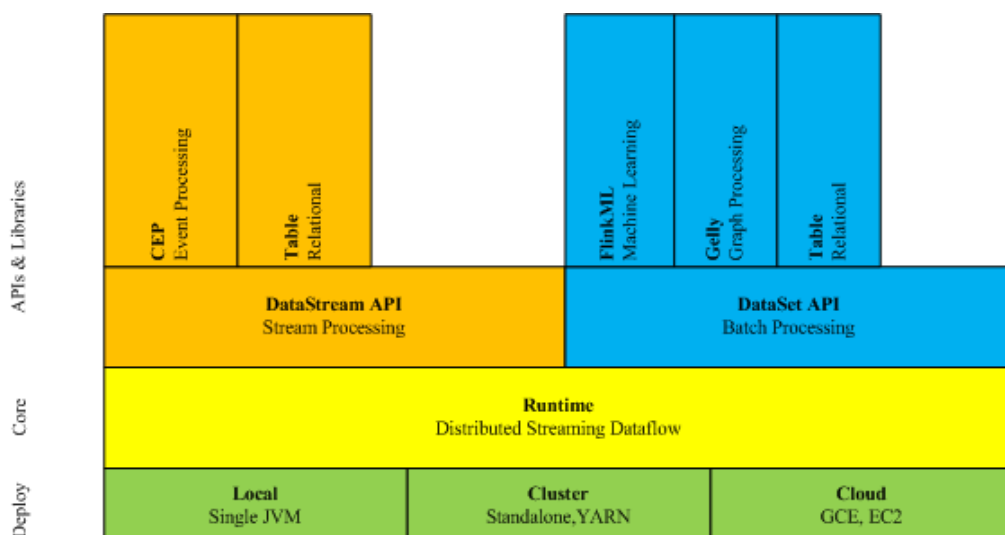 APIs & Libraries
CEP
Event Processing
Table
Relational
FlinkML
Machine Learning
Gelly
Graph Processing
Table
Relational
DataStream API
Stream Processing
DataSet API
Batch Processing
Core
Runtime
Distributed Streaming Dataflow
Deploy
Local
Single JVM
Cluster
Standalone,YARN
Cloud
GCE, EC2